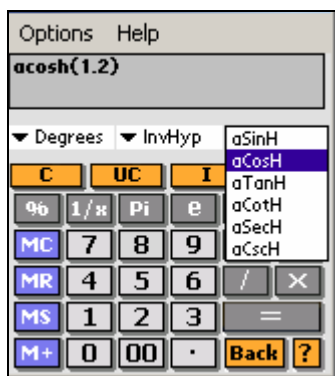 Options Help
acosh(1.2)
Degrees InvHyp
aSinH
aCosH
aTanH
aCotH
aSecH
aCscH
C UC I
% 1/x Pi e
MC 7 8 9
MR 4 5 6 / ×
MS 1 2 3 =
M+ 0 00 . Back ?